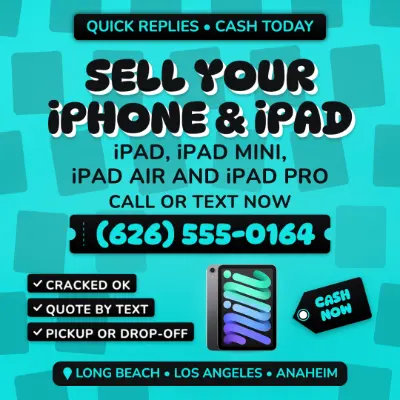 QUICK REPLIES • CASH TODAY
SELL YOUR
iPHONE & iPAD
iPAD, iPAD MINI,
iPAD AIR AND iPAD PRO
CALL OR TEXT NOW
(626) 555-0164
CRACKED OK
QUOTE BY TEXT
PICKUP OR DROP-OFF
CASH
NOW
LONG BEACH • LOS ANGELES • ANAHEIM